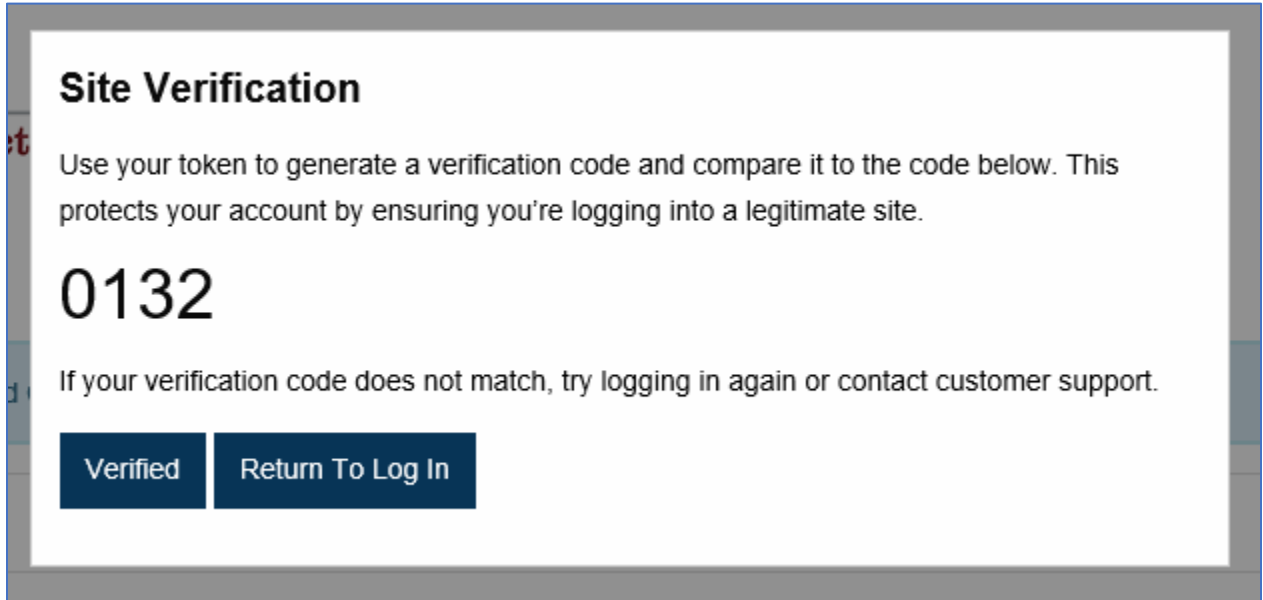 Site Verification
Use your token to generate a verification code and compare it to the code below. This
protects your account by ensuring you're logging into a legitimate site.
0132
If your verification code does not match, try logging in again or contact customer support.
Verified
Return To Log In